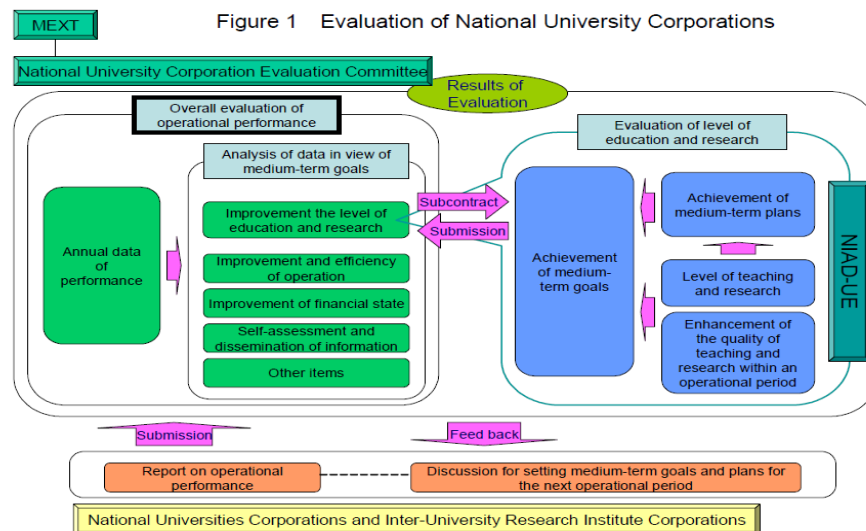 Figure 1 Evaluation of National University Corporations
MEXT
National University Corporation Evaluation Committee
Results of
Evaluation
Overall evaluation of
operational performance
Analysis of data in view of
medium-term goals
Annual data
of
performance
Improvement the level of
education and research
Improvement and efficiency
of operation
Improvement of financial state
Self-assessment and
dissemination of information
Other items
Subcontract
Submission
Evaluation of level of
education and research
Achievement
of medium-
term goals
Achievement of
medium-term plans
Level of teaching
and research
Enhancement of
the quality of
teaching and
research within an
operational period
NIAD-UE
Submission
Feed back
Report on operational
performance
Discussion for setting medium-term goals and plans for
the next operational period
National Universities Corporations and Inter-University Research Institute Corporations